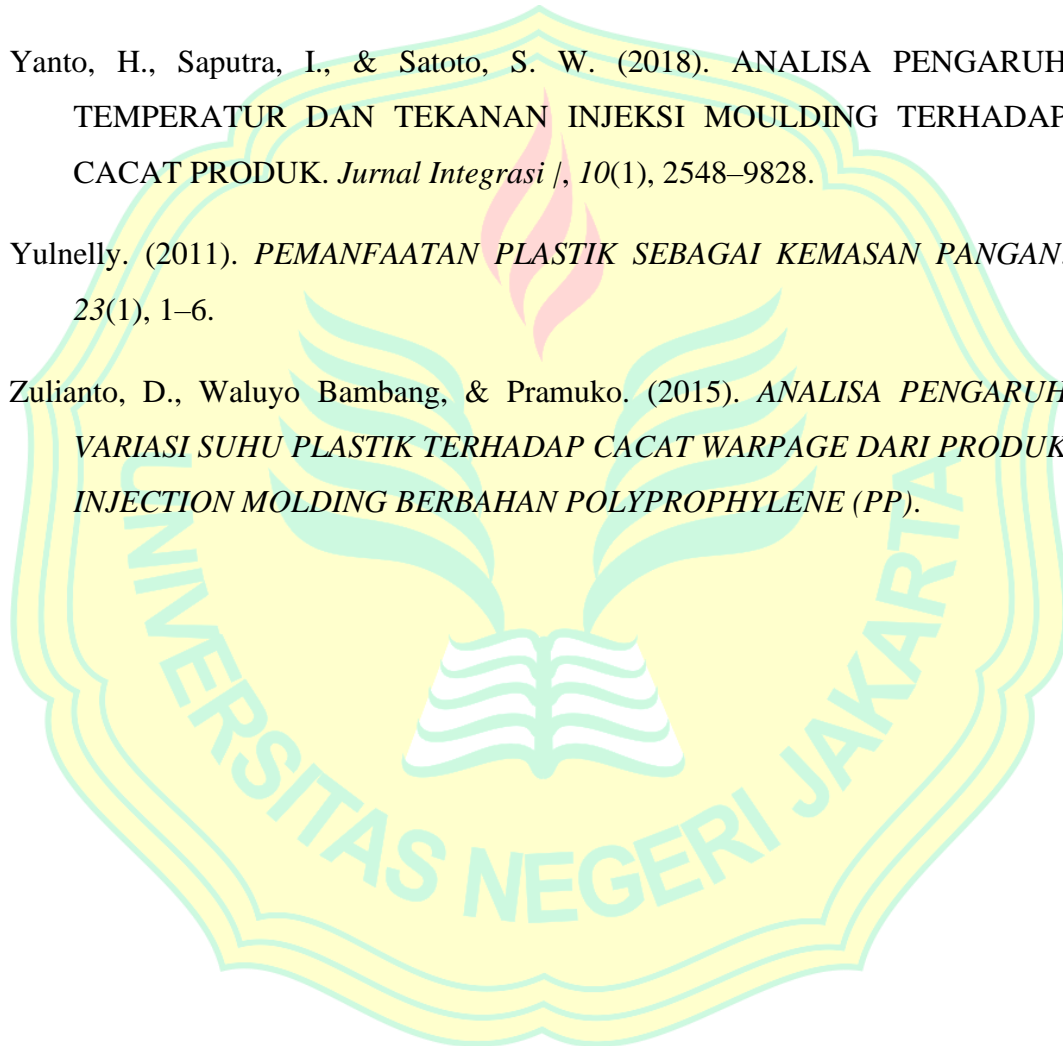 Yanto, H., Saputra, I., & Satoto, S. W. (2018). ANALISA PENGARUH
TEMPERATUR DAN TEKANAN INJEKSI MOULDING TERHADAP
CACAT PRODUK. Jurnal Integrasi |, 10(1), 2548–9828.
Yulnelly. (2011). PEMANFAATAN PLASTIK SEBAGAI KEMASAN PANGAN.
23(1), 1–6.
Zulianto, D., Waluyo Bambang, & Pramuko. (2015). ANALISA PENGARUH
VARIASI SUHU PLASTIK TERHADAP CACAT WARPAGE DARI PRODUK
INJECTION MOLDING BERBAHAN POLYPROPHYLENE (PP).
UNIVERSITAS NEGERI JAKARTA